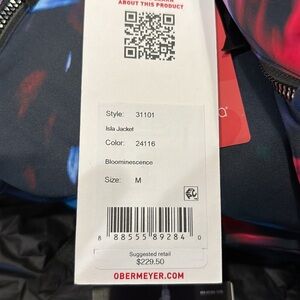 ABOUT THIS PRODUCT
Style: 31101
Isla Jacket
Color: 24116
Bloominescence
Size: M
8 88555 89284 0
Suggested retail
$229.50
OBERMEYER.COM